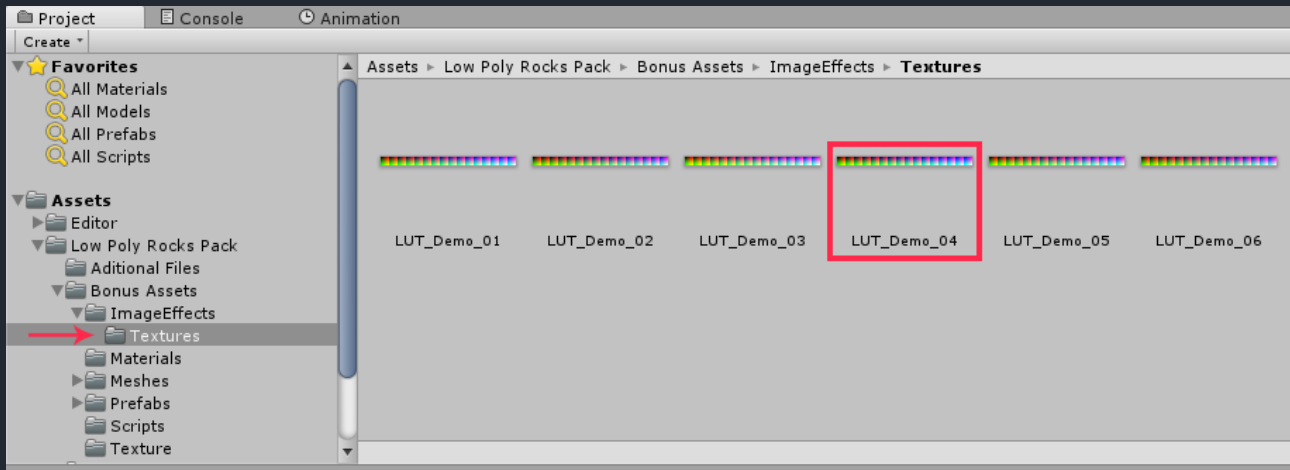 Project Console Animation
Create
Favorites
All Materials
All Models
All Prefabs
All Scripts
Assets
Editor
Low Poly Rocks Pack
Aditional Files
Bonus Assets
ImageEffects
Textures
Materials
Meshes
Prefabs
Scripts
Texture
Assets Low Poly Rocks Pack Bonus Assets ImageEffects Textures
LUT_Demo_01 LUT_Demo_02 LUT_Demo_03 LUT_Demo_04 LUT_Demo_05 LUT_Demo_06